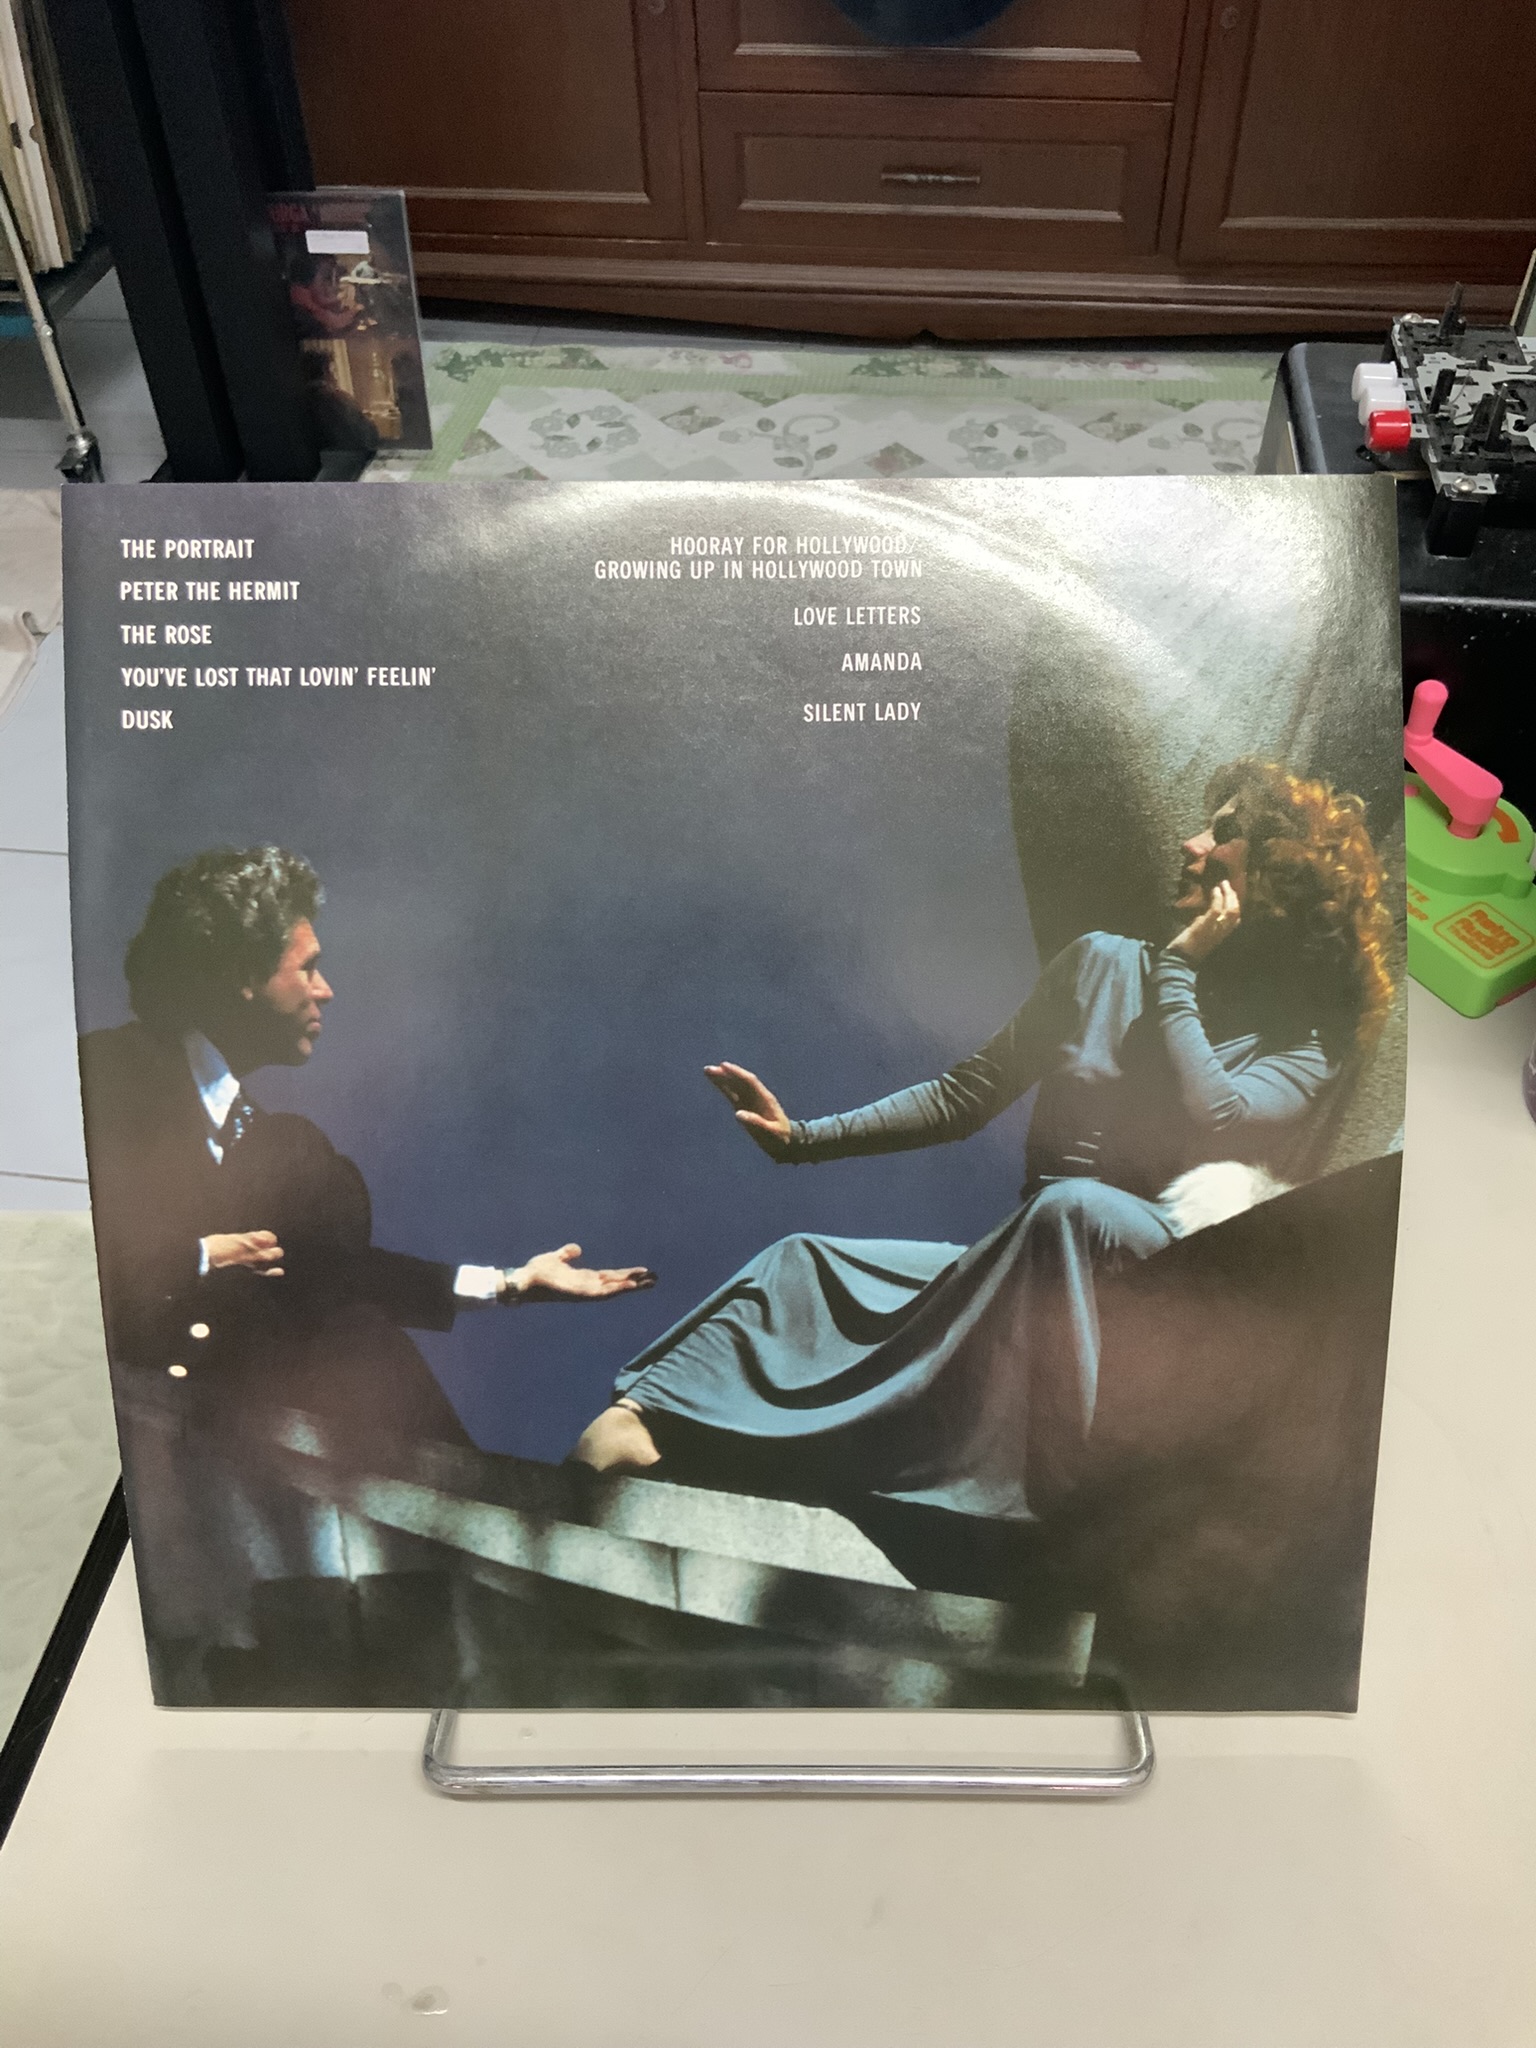 THE PORTRAIT
PETER THE HERMIT
THE ROSE
YOU'VE LOST THAT LOVIN' FEELIN'
DUSK
HOORAY FOR HOLLYWOOD/
GROWING UP IN HOLLYWOOD TOWN
LOVE LETTERS
AMANDA
SILENT LADY